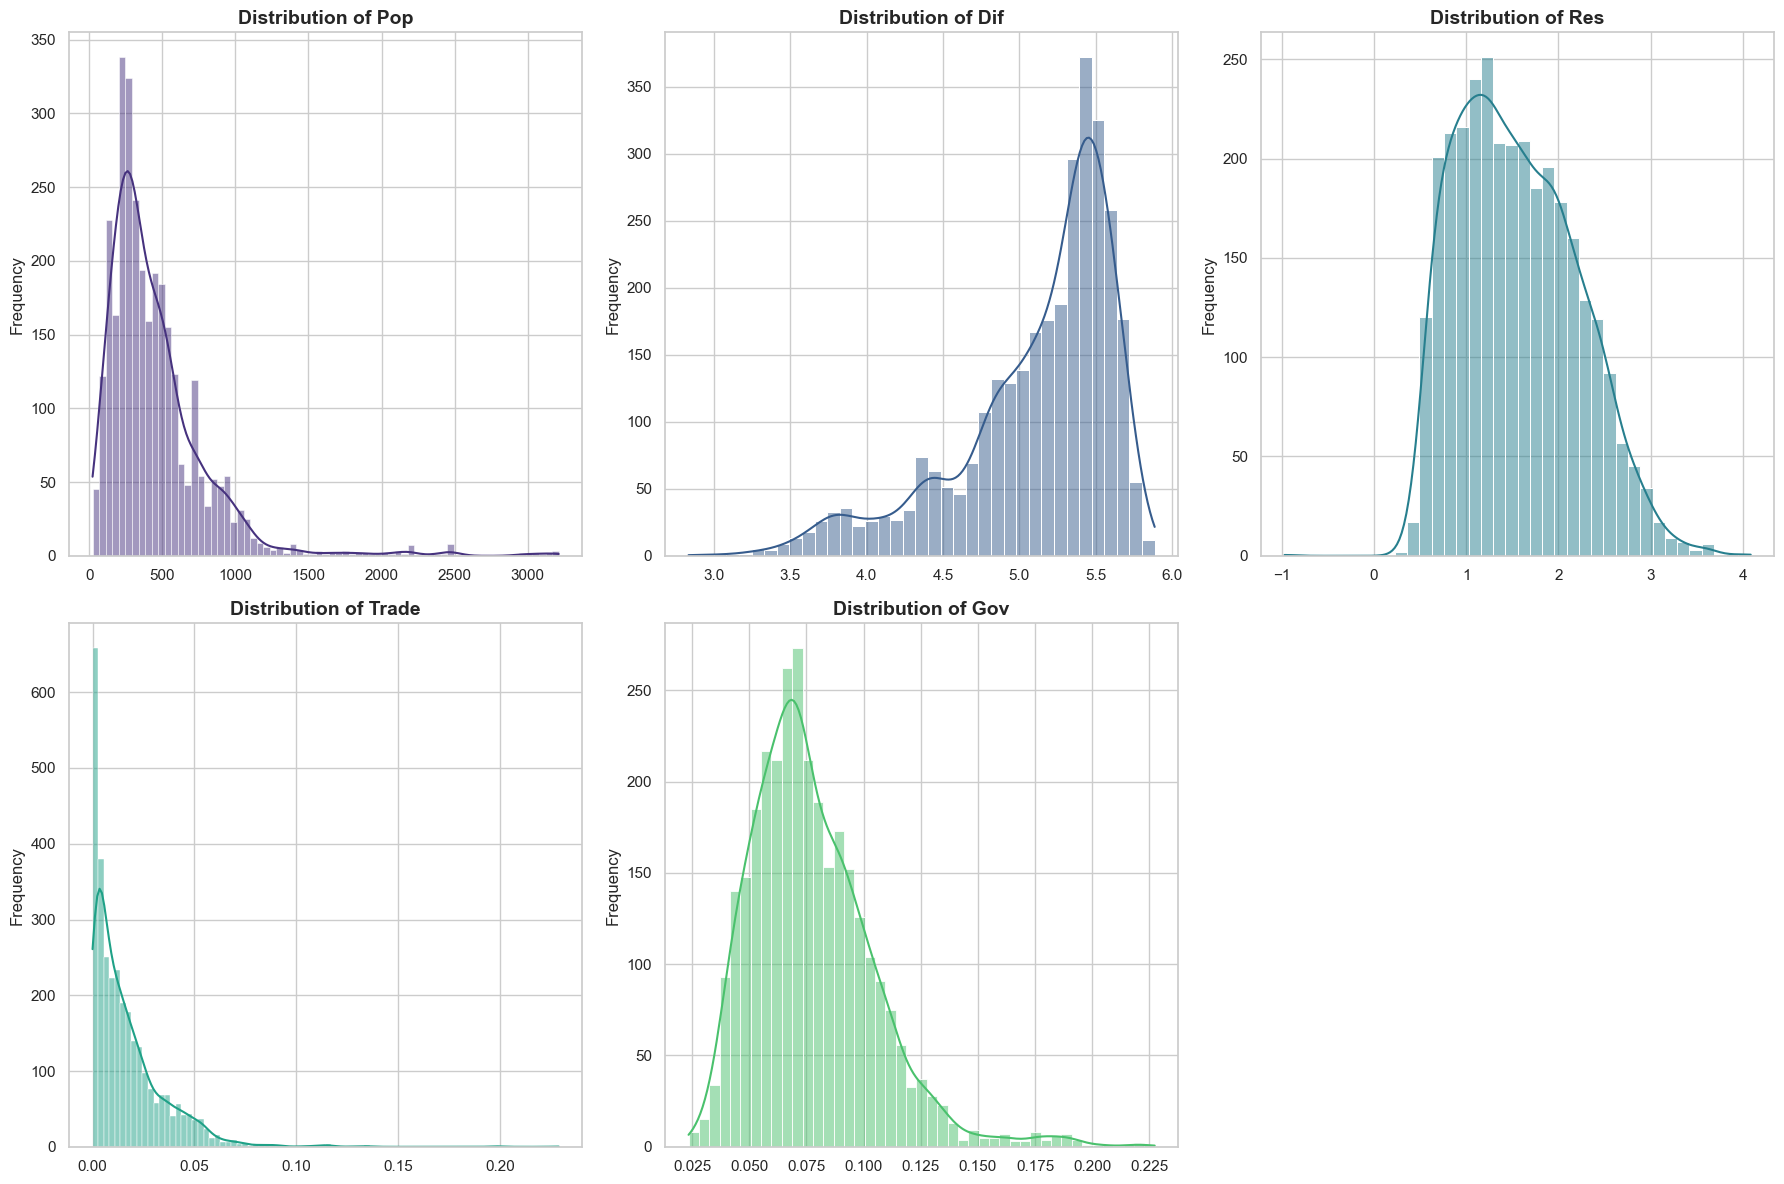 Distribution of Pop
Frequency
350
300
250
200
150
100
50
0
0 500 1000 1500 2000 2500 3000
Distribution of Dif
Frequency
350
300
250
200
150
100
50
0
3.0 3.5 4.0 4.5 5.0 5.5 6.0
Distribution of Res
Frequency
250
200
150
100
50
0
−1 0 1 2 3 4
Distribution of Trade
Frequency
600
500
400
300
200
100
0
0.00 0.05 0.10 0.15 0.20
Distribution of Gov
Frequency
250
200
150
100
50
0
0.025 0.050 0.075 0.100 0.125 0.150 0.175 0.200 0.225